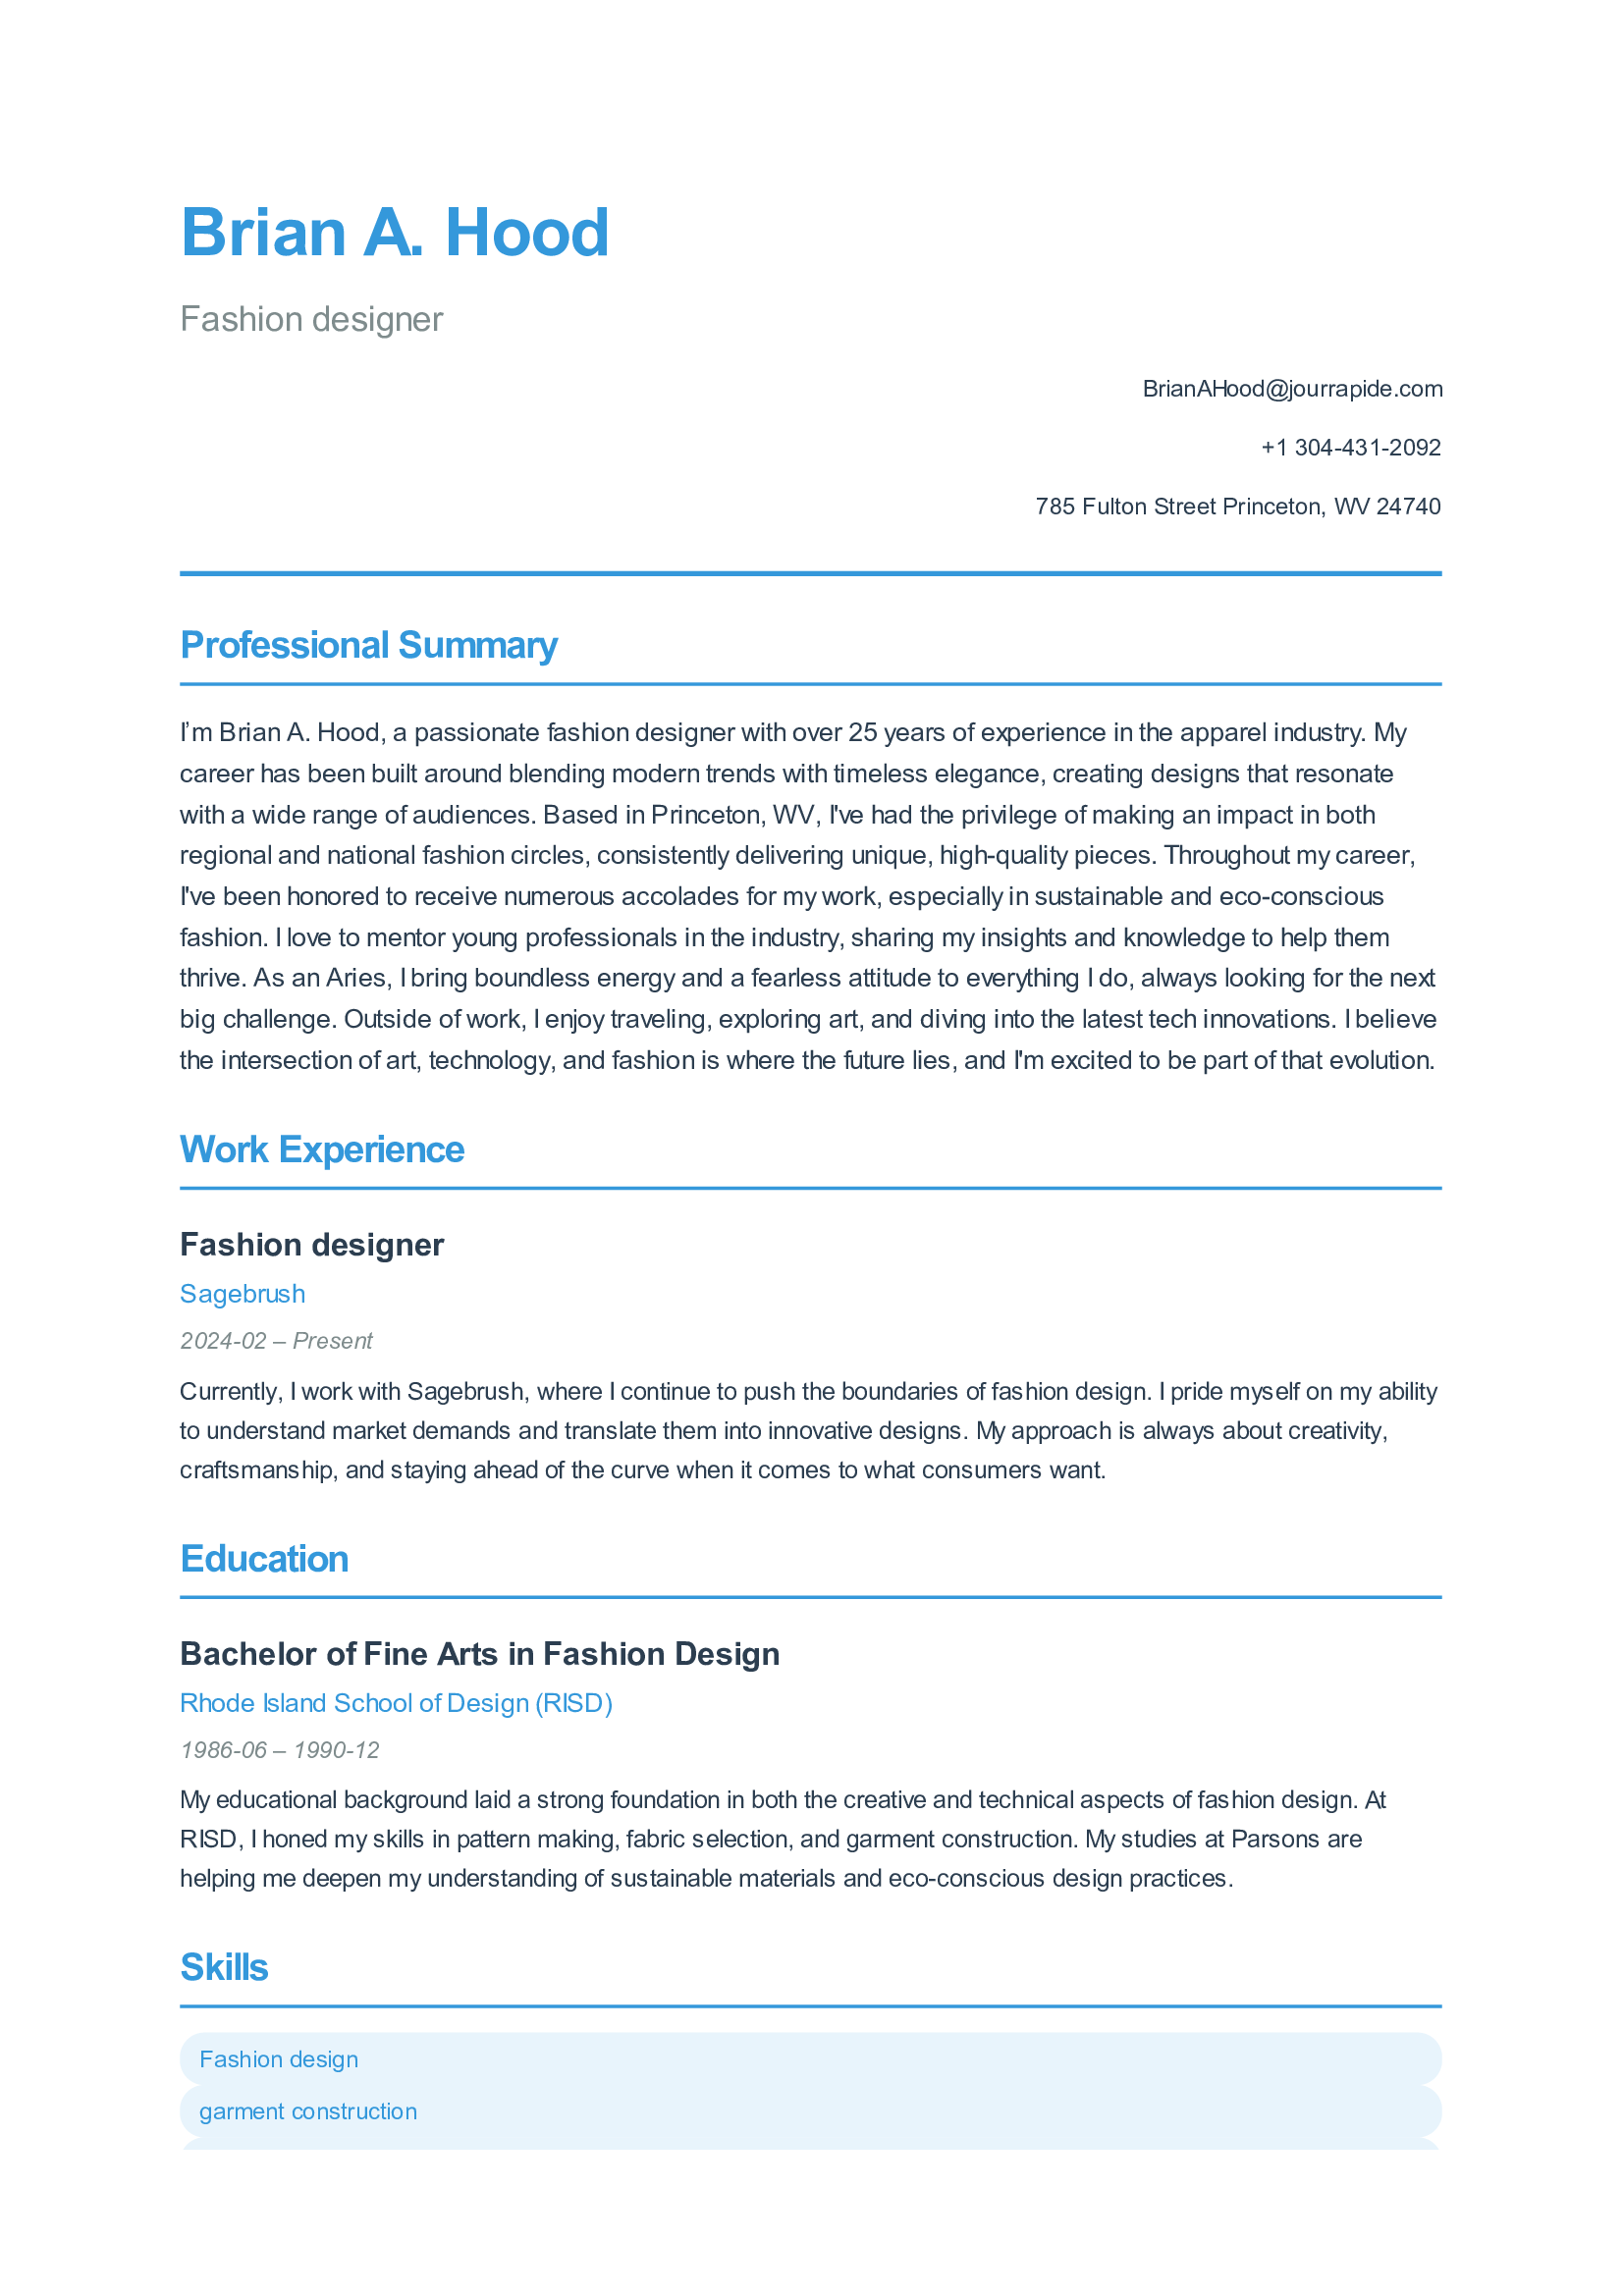 Brian A. Hood
Fashion designer
BrianAHood@jourrapide.com
+1 304-431-2092
785 Fulton Street Princeton, WV 24740
Professional Summary
I’m Brian A. Hood, a passionate fashion designer with over 25 years of experience in the apparel industry. My
career has been built around blending modern trends with timeless elegance, creating designs that resonate
with a wide range of audiences. Based in Princeton, WV, I've had the privilege of making an impact in both
regional and national fashion circles, consistently delivering unique, high-quality pieces. Throughout my career,
I've been honored to receive numerous accolades for my work, especially in sustainable and eco-conscious
fashion. I love to mentor young professionals in the industry, sharing my insights and knowledge to help them
thrive. As an Aries, I bring boundless energy and a fearless attitude to everything I do, always looking for the next
big challenge. Outside of work, I enjoy traveling, exploring art, and diving into the latest tech innovations. I believe
the intersection of art, technology, and fashion is where the future lies, and I'm excited to be part of that evolution.
Work Experience
Fashion designer
Sagebrush
2024-02 – Present
Currently, I work with Sagebrush, where I continue to push the boundaries of fashion design. I pride myself on my ability
to understand market demands and translate them into innovative designs. My approach is always about creativity,
craftsmanship, and staying ahead of the curve when it comes to what consumers want.
Education
Bachelor of Fine Arts in Fashion Design
Rhode Island School of Design (RISD)
1986-06 – 1990-12
My educational background laid a strong foundation in both the creative and technical aspects of fashion design. At
RISD, I honed my skills in pattern making, fabric selection, and garment construction. My studies at Parsons are
helping me deepen my understanding of sustainable materials and eco-conscious design practices.
Skills
Fashion design
garment construction